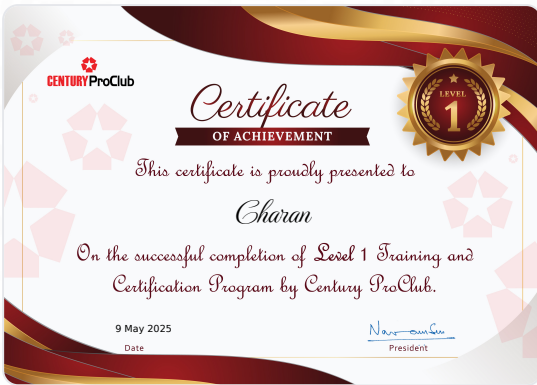 CENTURY ProClub
Certificate
OF ACHIEVEMENT
LEVEL
1
This certificate is proudly presented to
Charan
On the successful completion of Level 1 Training and
Certification Program by Century ProClub.
9 May 2025
Date
President